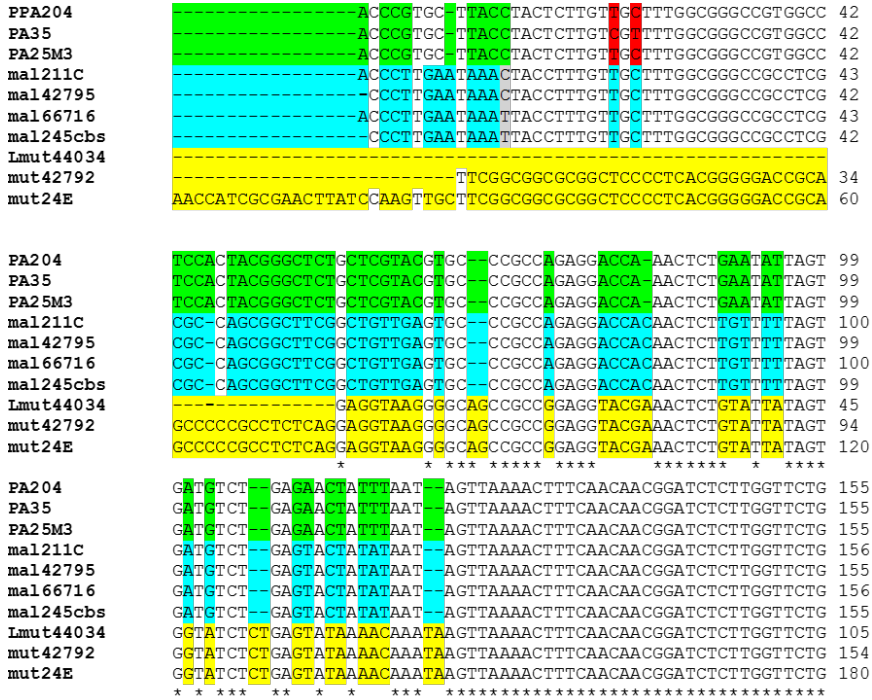 PPA204 -----------------ACCCGTGC-TTACCTACTCTTGTTGCTTTGGCGGGCCGTGGCC 42
PA35 -----------------ACCCGTGC-TTACCTACTCTTGTCGTTTTGGCGGGCCGTGGCC 42
PA25M3 -----------------ACCCGTGC-TTACCTACTCTTGTTGCTTTGGCGGGCCGTGGCC 42
mal211C -----------------ACCCTTGAATAAACTACCTTTGTTGCTTTGGCGGGCCGCCTCG 43
mal42795 ------------------CCCTTGAATAAACTACCTTTGTTGCTTTGGCGGGCCGCCTCG 42
mal66716 -----------------ACCCTTGAATAAATTACCTTTGTTGCTTTGGCGGGCCGCCTCG 43
mal245cbs ------------------CCCTTGAATAAATTACCTTTGTTGCTTTGGCGGGCCGCCTCG 42
Lmut44034 ------------------------------------------------------------
mut42792 --------------------------TTCGGCGGCGCGGCTCCCCTCACGGGGGACCGCA 34
mut24E AACCATCGCGAACTTATCCAAGTTGCTTCGGCGGCGCGGCTCCCCTCACGGGGGACCGCA 60
PA204 TCCACTACGGGCTCTGCTCGTACGTGC--CCGCCAGAGGACCA-AACTCTGAATATTAGT 99
PA35 TCCACTACGGGCTCTGCTCGTACGTGC--CCGCCAGAGGACCA-AACTCTGAATATTAGT 99
PA25M3 TCCACTACGGGCTCTGCTCGTACGTGC--CCGCCAGAGGACCA-AACTCTGAATATTAGT 99
mal211C CGC-CAGCGGCTTCGGCTGTTGAGTGC--CCGCCAGAGGACCACAACTCTTGTTTTTAGT 100
mal42795 CGC-CAGCGGCTTCGGCTGTTGAGTGC--CCGCCAGAGGACCACAACTCTTGTTTTTAGT 99
mal66716 CGC-CAGCGGCTTCGGCTGTTGAGTGC--CCGCCAGAGGACCACAACTCTTGTTTTTAGT 100
mal245cbs CGC-CAGCGGCTTCGGCTGTTGAGTGC--CCGCCAGAGGACCACAACTCTTGTTTTTAGT 99
Lmut44034 ---------------GAGGTAAGGGGCAGCCGCCGGAGGTACGAAACTCTGTATTATAGT 45
mut42792 GCCCCCGCCTCTCAGGAGGTAAGGGGCAGCCGCCGGAGGTACGAAACTCTGTATTATAGT 94
mut24E GCCCCCGCCTCTCAGGAGGTAAGGGGCAGCCGCCGGAGGTACGAAACTCTGTATTATAGT 120
* * *** ***** **** ******* * ****
PA204 GATGTCT--GAGAACTATTTAAT--AGTTAAAACTTTCAACAACGGATCTCTTGGTTCTG 155
PA35 GATGTCT--GAGAACTATTTAAT--AGTTAAAACTTTCAACAACGGATCTCTTGGTTCTG 155
PA25M3 GATGTCT--GAGAACTATTTAAT--AGTTAAAACTTTCAACAACGGATCTCTTGGTTCTG 155
mal211C GATGTCT--GAGTACTATATAAT--AGTTAAAACTTTCAACAACGGATCTCTTGGTTCTG 156
mal42795 GATGTCT--GAGTACTATATAAT--AGTTAAAACTTTCAACAACGGATCTCTTGGTTCTG 155
mal66716 GATGTCT--GAGTACTATATAAT--AGTTAAAACTTTCAACAACGGATCTCTTGGTTCTG 156
mal245cbs GATGTCT--GAGTACTATATAAT--AGTTAAAACTTTCAACAACGGATCTCTTGGTTCTG 155
Lmut44034 GGTATCTCTGAGTATAAAACAAATAAGTTAAAACTTTCAACAACGGATCTCTTGGTTCTG 105
mut42792 GGTATCTCTGAGTATAAAACAAATAAGTTAAAACTTTCAACAACGGATCTCTTGGTTCTG 154
mut24E GGTATCTCTGAGTATAAAACAAATAAGTTAAAACTTTCAACAACGGATCTCTTGGTTCTG 180
* * *** ** * * *** ***********************************